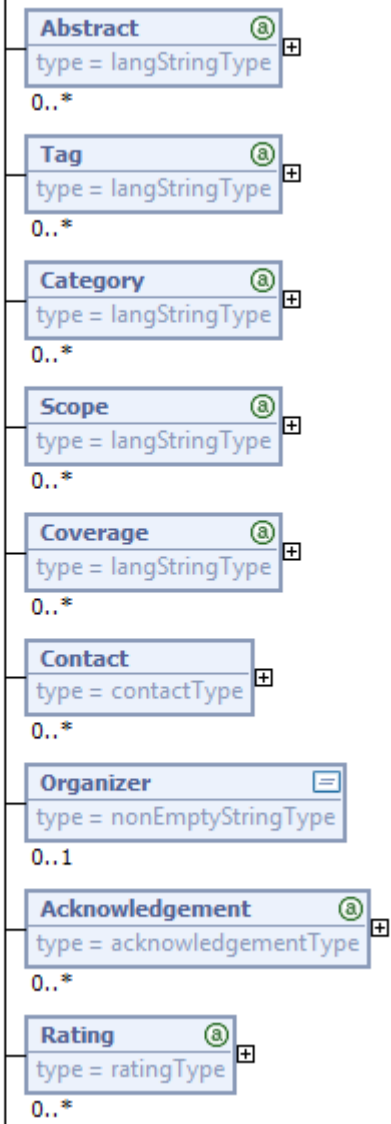 Abstract
type = langStringType
0..*
Tag
type = langStringType
0..*
Category
type = langStringType
0..*
Scope
type = langStringType
0..*
Coverage
type = langStringType
0..*
Contact
type = contactType
0..*
Organizer
type = nonEmptyStringType
0..1
Acknowledgement
type = acknowledgementType
0..*
Rating
type = ratingType
0..*